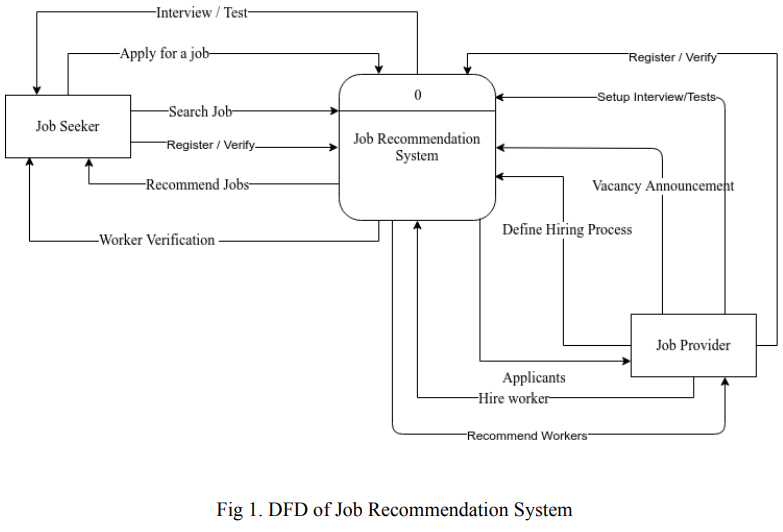 Interview / Test
Apply for a job
Register / Verify
0
Setup Interview/Tests
Search Job
Job Seeker
Job Recommendation
System
Register / Verify
Recommend Jobs
Vacancy Announcement
Define Hiring Process
Worker Verification
Job Provider
Applicants
Hire worker
Recommend Workers
Fig 1. DFD of Job Recommendation System